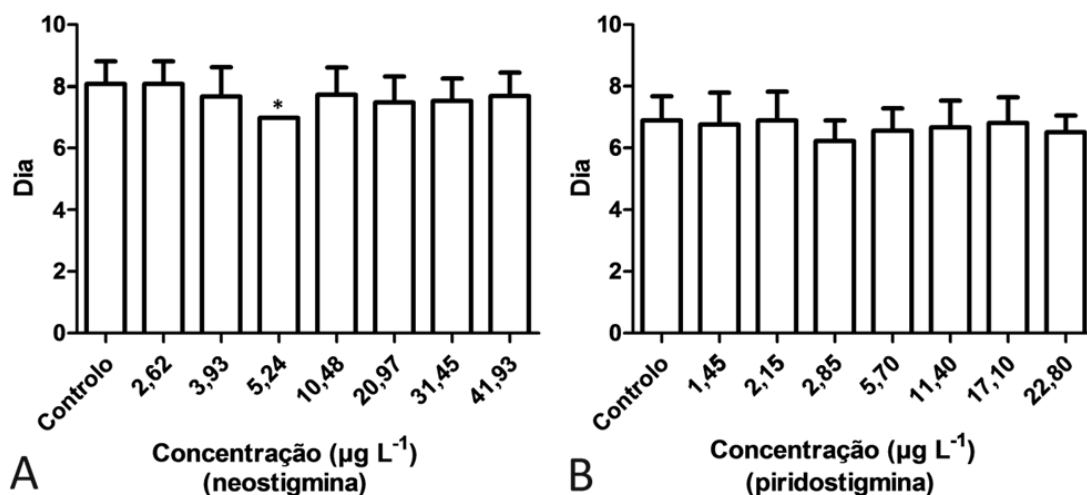 10
8
6
4
2
0
Dia
*
Controlo
2,62
3,93
5,24
10,48
20,97
31,45
41,93
Concentração (µg L⁻¹)
(neostigmina)
A
10
8
6
4
2
0
Dia
Controlo
1,45
2,15
2,85
5,70
11,40
17,10
22,80
Concentração (µg L⁻¹)
(piridostigmina)
B